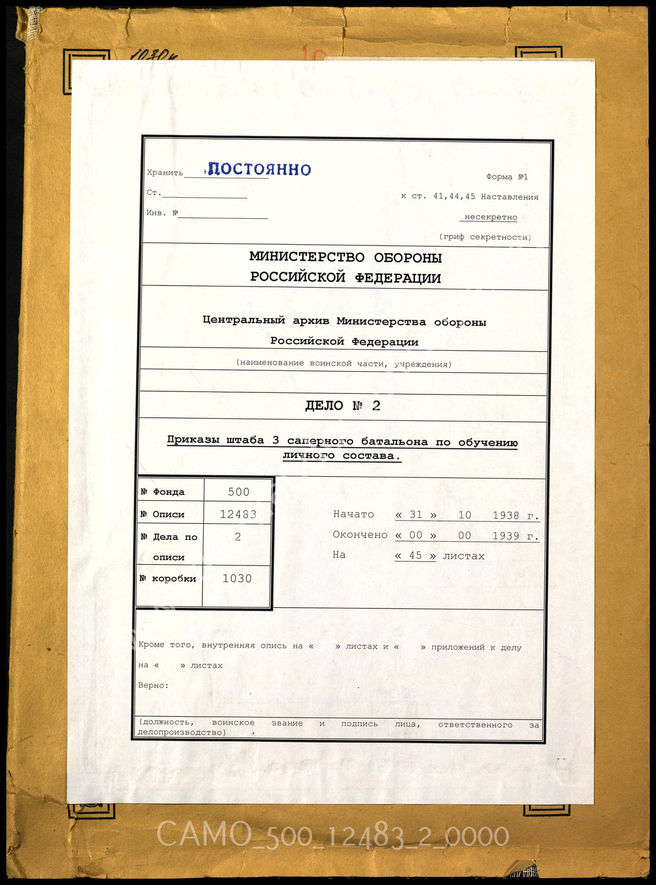 1030к
10
Хранить ПОСТОЯННО
Форма №1
Ст.
к ст. 41,44,45 Наставления
Инв. №
несекретно
(гриф секретности)
МИНИСТЕРСТВО ОБОРОНЫ
РОССИЙСКОЙ ФЕДЕРАЦИИ
Центральный архив Министерства обороны
Российской Федерации
(наименование воинской части, учреждения)
ДЕЛО № 2
Приказы штаба 3 саперного батальона по обучению
личного состава.
№ Фонда 500
№ Описи 12483
№ Дела по описи 2
№ коробки 1030
Начато « 31 » 10 1938 г.
Окончено « 00 » 00 1939 г.
На « 45 » листах
Кроме того, внутренняя опись на « » листах и « » приложений к делу
на « » листах
Верно:
(должность, воинское звание и подпись лица, ответственного за
делопроизводство)
CAMO_500_12483_2_0000